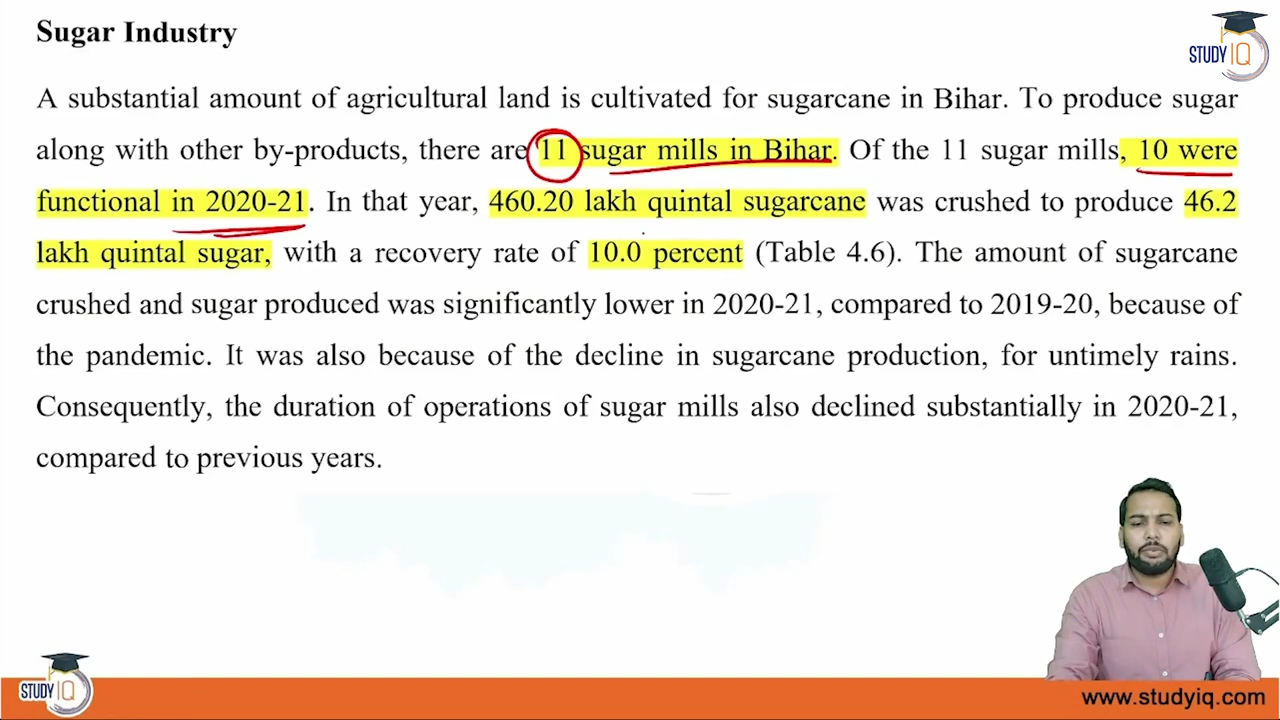 Sugar Industry
STUDY IQ
A substantial amount of agricultural land is cultivated for sugarcane in Bihar. To produce sugar
along with other by-products, there are 11 sugar mills in Bihar. Of the 11 sugar mills, 10 were
functional in 2020-21. In that year, 460.20 lakh quintal sugarcane was crushed to produce 46.2
lakh quintal sugar, with a recovery rate of 10.0 percent (Table 4.6). The amount of sugarcane
crushed and sugar produced was significantly lower in 2020-21, compared to 2019-20, because of
the pandemic. It was also because of the decline in sugarcane production, for untimely rains.
Consequently, the duration of operations of sugar mills also declined substantially in 2020-21,
compared to previous years.
STUDY IQ
www.studyiq.com